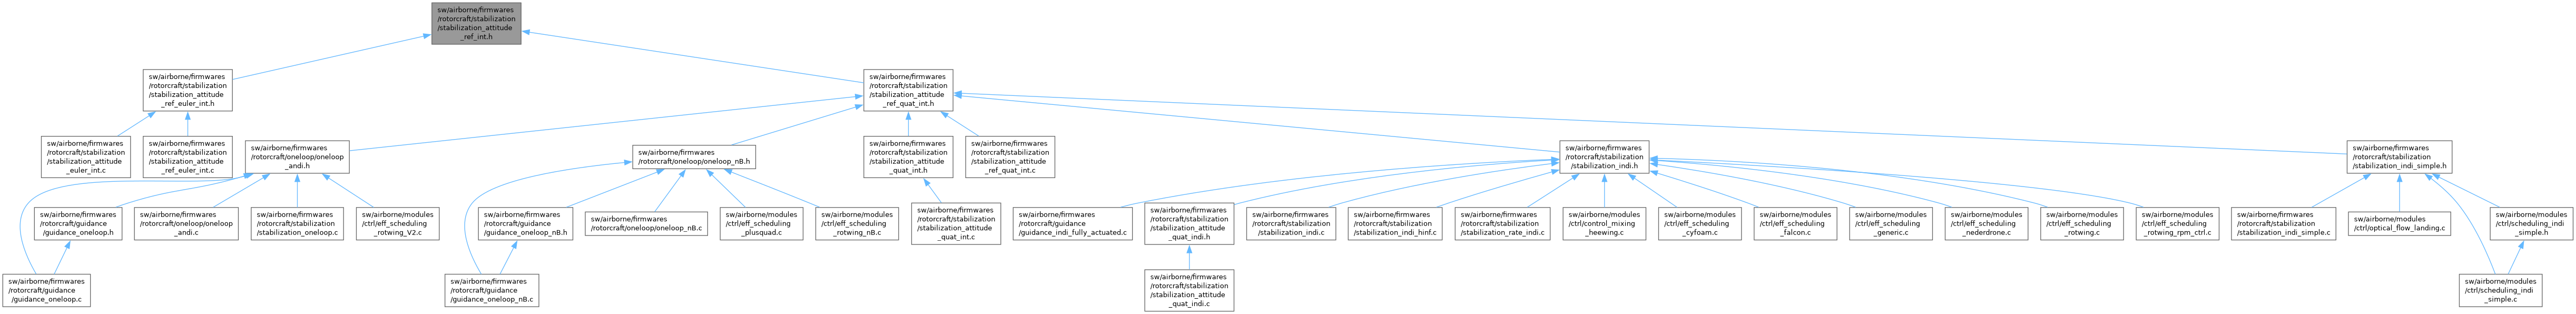 sw/airborne/firmwares
/rotorcraft/stabilization
/stabilization_attitude
_ref_int.h
sw/airborne/firmwares
/rotorcraft/stabilization
/stabilization_attitude
_ref_euler_int.h
sw/airborne/firmwares
/rotorcraft/stabilization
/stabilization_attitude
_ref_quat_int.h
sw/airborne/firmwares
/rotorcraft/stabilization
/stabilization_attitude
_euler_int.c
sw/airborne/firmwares
/rotorcraft/stabilization
/stabilization_attitude
_ref_euler_int.c
sw/airborne/firmwares
/rotorcraft/oneloop/oneloop
_andi.h
sw/airborne/firmwares
/rotorcraft/oneloop/oneloop_nB.h
sw/airborne/firmwares
/rotorcraft/stabilization
/stabilization_attitude
_quat_int.h
sw/airborne/firmwares
/rotorcraft/stabilization
/stabilization_attitude
_ref_quat_int.c
sw/airborne/firmwares
/rotorcraft/stabilization
/stabilization_indi.h
sw/airborne/firmwares
/rotorcraft/stabilization
/stabilization_indi_simple.h
sw/airborne/firmwares
/rotorcraft/guidance
/guidance_oneloop.h
sw/airborne/firmwares
/rotorcraft/oneloop/oneloop
_andi.c
sw/airborne/firmwares
/rotorcraft/stabilization
/stabilization_oneloop.c
sw/airborne/modules
/ctrl/eff_scheduling
_rotwing_V2.c
sw/airborne/firmwares
/rotorcraft/guidance
/guidance_oneloop_nB.h
sw/airborne/firmwares
/rotorcraft/oneloop/oneloop_nB.c
sw/airborne/modules
/ctrl/eff_scheduling
_plusquad.c
sw/airborne/modules
/ctrl/eff_scheduling
_rotwing_nB.c
sw/airborne/firmwares
/rotorcraft/stabilization
/stabilization_attitude
_quat_int.c
sw/airborne/firmwares
/rotorcraft/guidance
/guidance_indi_fully_actuated.c
sw/airborne/firmwares
/rotorcraft/stabilization
/stabilization_attitude
_quat_indi.h
sw/airborne/firmwares
/rotorcraft/stabilization
/stabilization_indi.c
sw/airborne/firmwares
/rotorcraft/stabilization
/stabilization_indi_hinf.c
sw/airborne/firmwares
/rotorcraft/stabilization
/stabilization_rate_indi.c
sw/airborne/modules
/ctrl/control_mixing
_heewing.c
sw/airborne/modules
/ctrl/eff_scheduling
_cyfoam.c
sw/airborne/modules
/ctrl/eff_scheduling
_falcon.c
sw/airborne/modules
/ctrl/eff_scheduling
_generic.c
sw/airborne/modules
/ctrl/eff_scheduling
_nederdrone.c
sw/airborne/modules
/ctrl/eff_scheduling
_rotwing.c
sw/airborne/modules
/ctrl/eff_scheduling
_rotwing_rpm_ctrl.c
sw/airborne/firmwares
/rotorcraft/stabilization
/stabilization_indi_simple.c
sw/airborne/modules
/ctrl/optical_flow_landing.c
sw/airborne/modules
/ctrl/scheduling_indi
_simple.h
sw/airborne/firmwares
/rotorcraft/guidance
/guidance_oneloop.c
sw/airborne/firmwares
/rotorcraft/guidance
/guidance_oneloop_nB.c
sw/airborne/firmwares
/rotorcraft/stabilization
/stabilization_attitude
_quat_indi.c
sw/airborne/modules
/ctrl/scheduling_indi
_simple.c